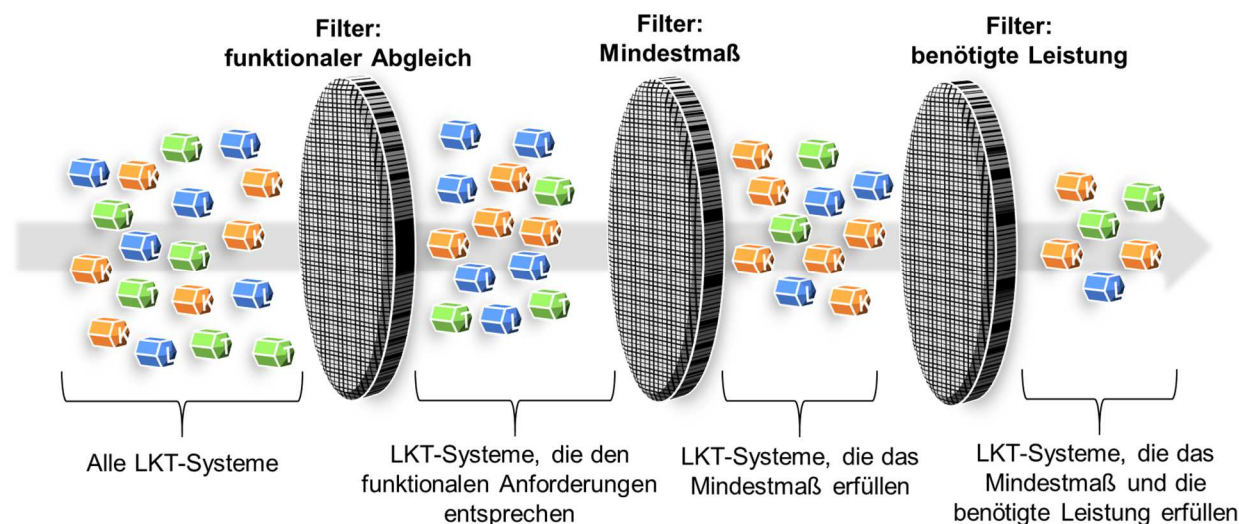 Filter:
funktionaler Abgleich
Filter:
Mindestmaß
Filter:
benötigte Leistung
T
L
L
K
K
T
L
K
L
T
K
T
K
L
K
L
T
T
L
L
L
K
T
K
K
K
L
L
T
L
T
K
T
K
L
L
T
K
K
K
L
K
K
T
T
K
K
L
Alle LKT-Systeme
LKT-Systeme, die den
funktionalen Anforderungen
entsprechen
LKT-Systeme, die das
Mindestmaß erfüllen
LKT-Systeme, die das
Mindestmaß und die
benötigte Leistung erfüllen